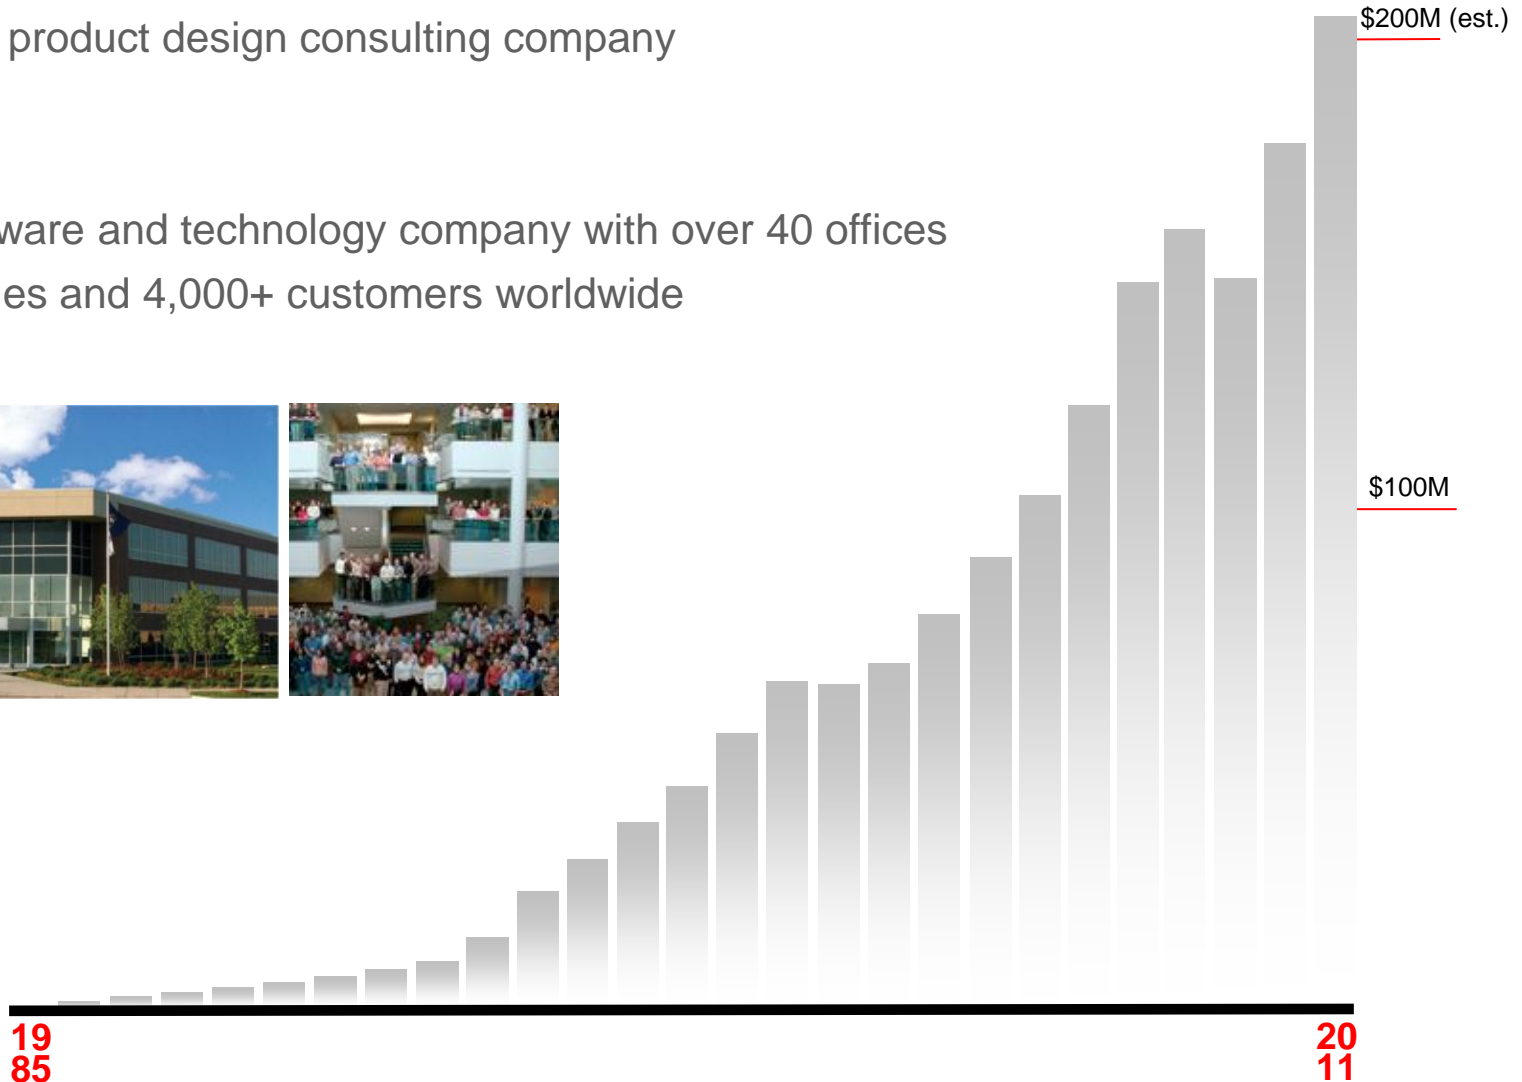 product design consulting company
$200M (est.)
ware and technology company with over 40 offices
es and 4,000+ customers worldwide
$100M
19
85
20
11